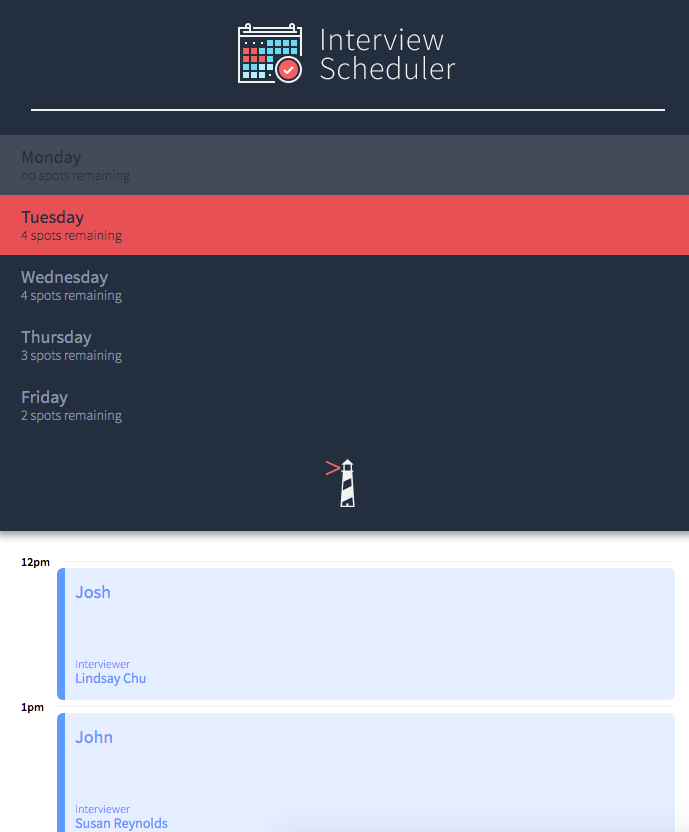 Interview
Scheduler
Monday
no spots remaining
Tuesday
4 spots remaining
Wednesday
4 spots remaining
Thursday
3 spots remaining
Friday
2 spots remaining
>
12pm
Josh
Interviewer
Lindsay Chu
1pm
John
Interviewer
Susan Reynolds